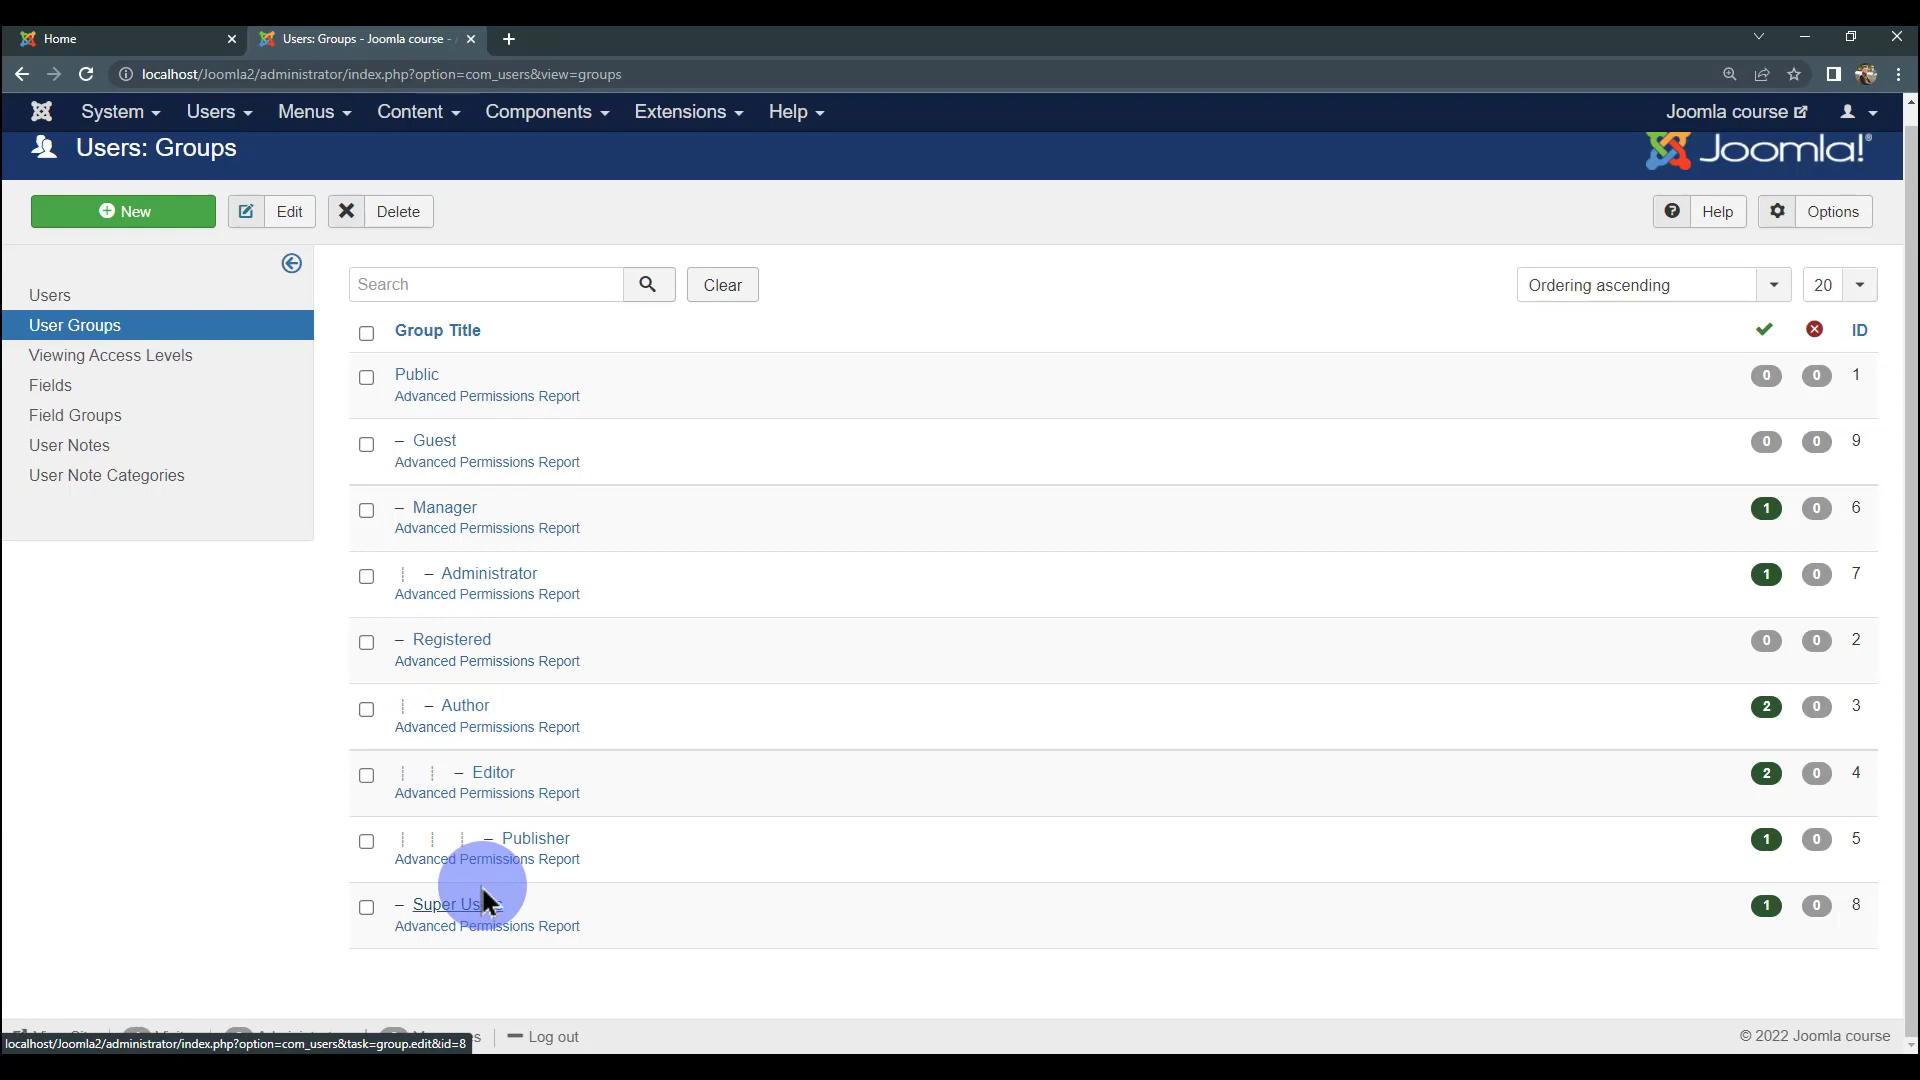 Home
Users: Groups - Joomla course -
localhost/Joomla2/administrator/index.php?option=com_users&view=groups
System Users Menus Content Components Extensions Help Joomla course
Users: Groups
Joomla!®
New Edit Delete Help Options
Search Clear Ordering ascending 20
Users
User Groups
Viewing Access Levels
Fields
Field Groups
User Notes
User Note Categories
Group Title ID
Public 0 0 1
Advanced Permissions Report
– Guest 0 0 9
Advanced Permissions Report
– Manager 1 0 6
Advanced Permissions Report
– Administrator 1 0 7
Advanced Permissions Report
– Registered 0 0 2
Advanced Permissions Report
– Author 2 0 3
Advanced Permissions Report
– Editor 2 0 4
Advanced Permissions Report
– Publisher 1 0 5
Advanced Permissions Report
– Super 1 0 8
Advanced Permissions Report
Log out © 2022 Joomla course
localhost/Joomla2/administrator/index.php?option=com_users&task=group.edit&id=8